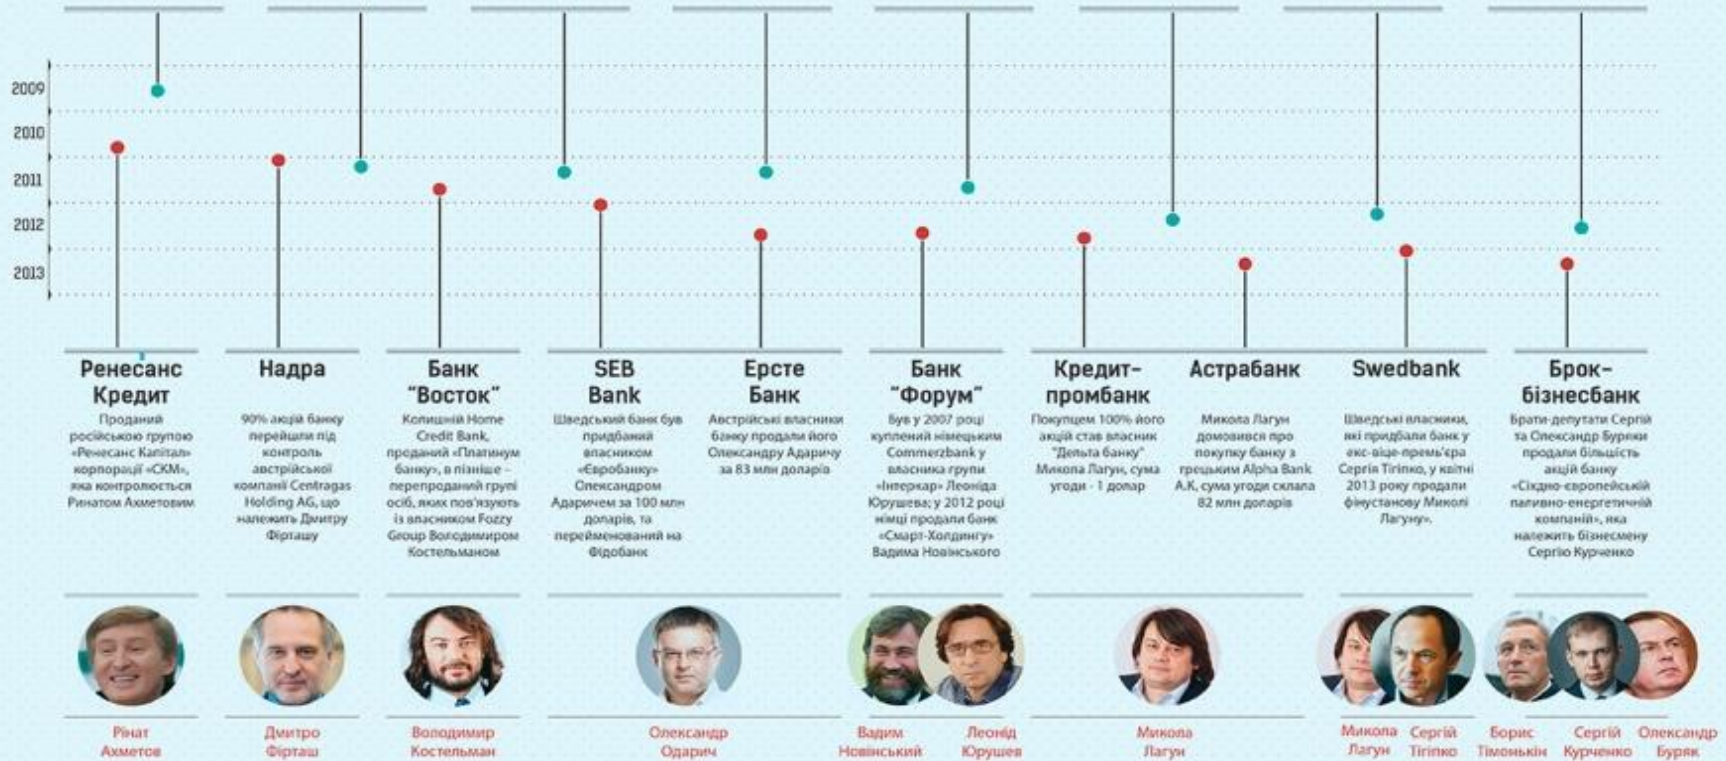 2009
2010
2011
2012
2013
Ренесанс
Кредит
Проданий
російською групою
«Ренесанс Капітал»
корпорації «СКМ»,
яка контролюється
Ринатом Ахметовим
Надра
90% акцій банку
перейшли під
контроль
австрійської
компанії Centragas
Holding AG, що
належить Дмитру
Фірташу
Банк
"Восток"
Колишній Home
Credit Bank,
проданий «Платинум
банку», в пізніше –
перепроданий групі
осіб, яких пов'язують
із власником Fozzy
Group Володимиром
Костельманом
SEB
Bank
Шведський банк був
придбаний
власником
«Євробанку»
Олександром
Адаричем за 100 млн
доларів, та
перейменований на
Фідобанк
Ерсте
Банк
Австрійські власники
банку продали його
Олександру Адаричу
за 83 млн доларів
Банк
"Форум"
Був у 2007 році
куплений німецьким
Commerzbank у
власника групи
«Інтеркар» Леоніда
Юрушева; у 2012 році
німці продали банк
«Смарт-Холдингу»
Вадима Новінського
Кредит-
промбанк
Покупцем 100% його
акцій став власник
"Дельта банку"
Микола Лагун, сума
угоди - 1 долар
Астрабанк
Микола Лагун
домовився про
покупку банку з
грецьким Alpha Bank
А.К, сума угоди склала
82 млн доларів
Swedbank
Шведські власники,
які придбали банк у
екс-віце-прем'єра
Сергія Тігіпко, у квітні
2013 року продали
фінустанову Миколі
Лагуну».
Брок-
бізнесбанк
Брати-депутати Сергій
та Олександр Буряки
продали більшість
акцій банку
«Східно-європейській
паливно-енергетичній
компанії», яка
належить бізнесмену
Сергію Курченко
Рінат
Ахметов
Дмитро
Фірташ
Володимир
Костельман
Олександр
Одарич
Вадим
Новінський
Леонід
Юрушев
Микола
Лагун
Микола
Лагун
Сергій
Тігіпко
Борис
Тімонькін
Сергій
Курченко
Олександр
Буряк